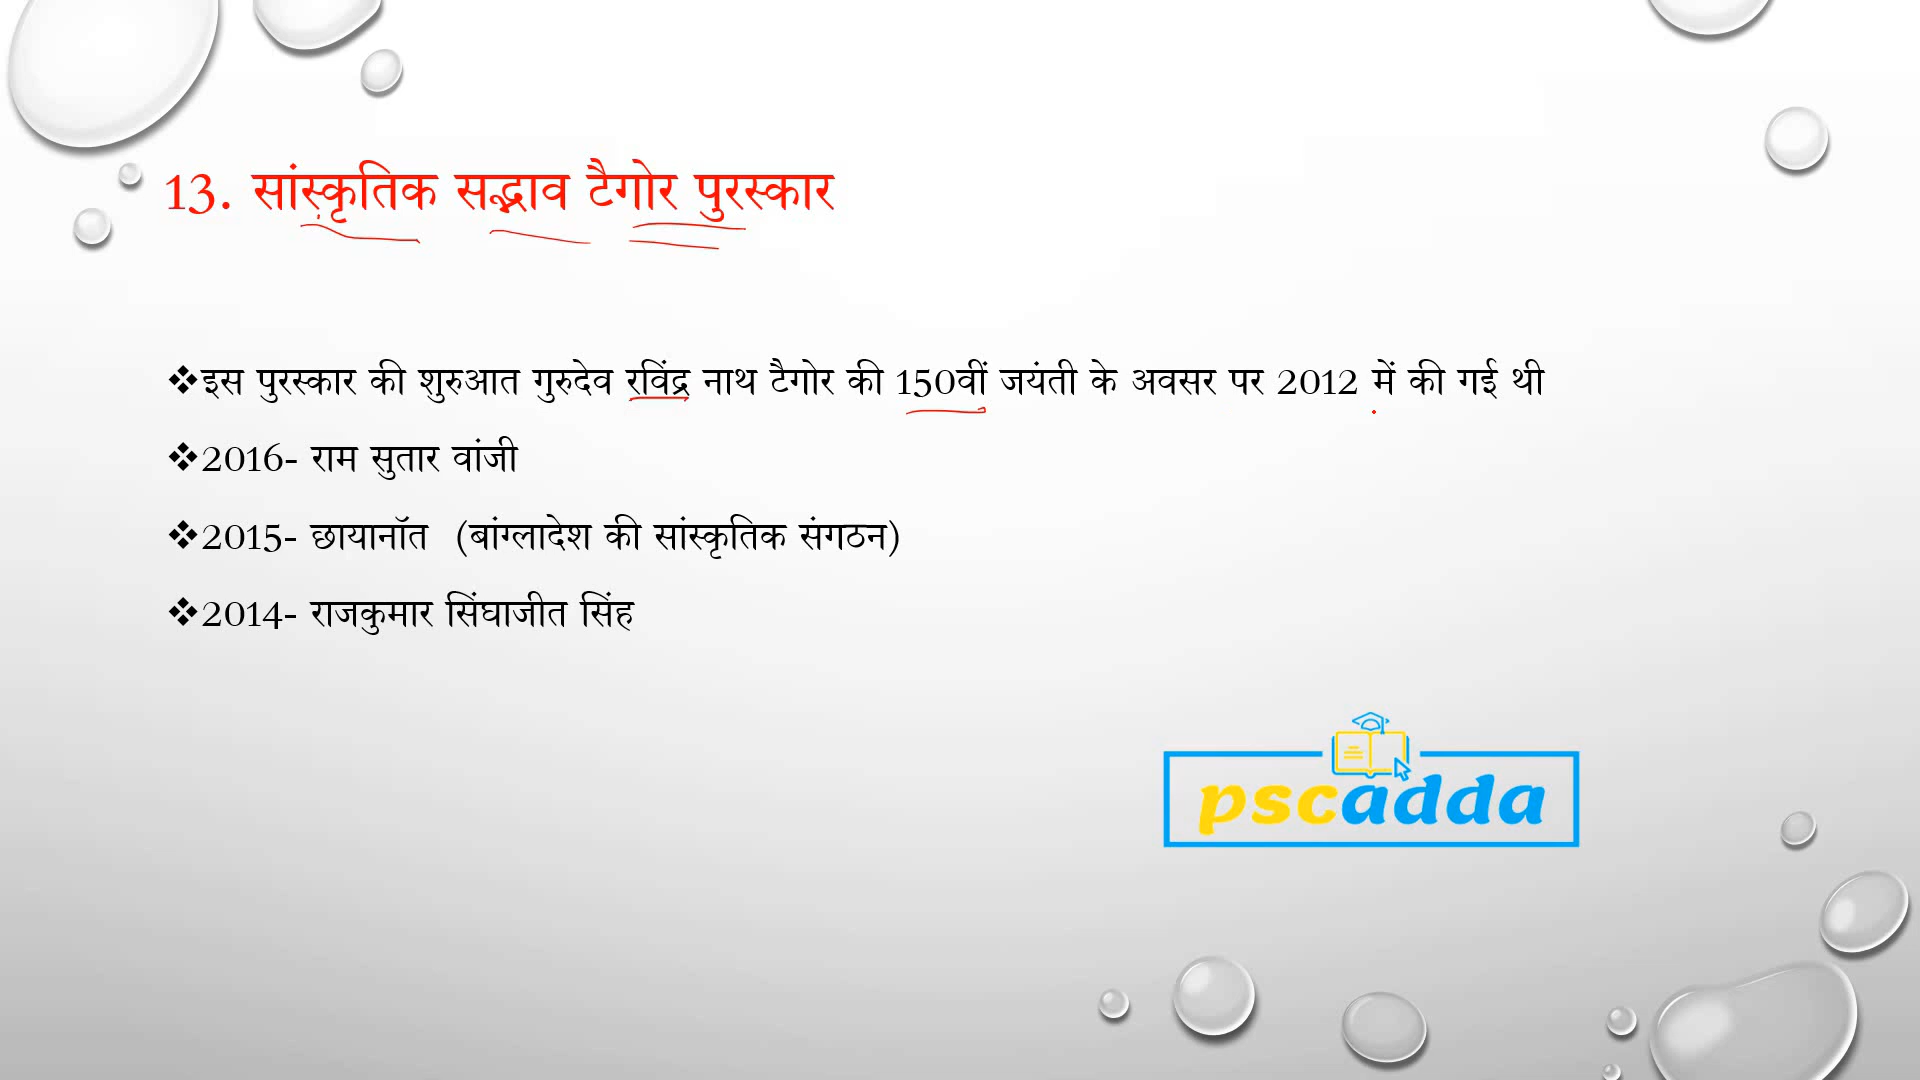 13. सांस्कृतिक सद्भाव टैगोर पुरस्कार
❖इस पुरस्कार की शुरुआत गुरुदेव रविंद्र नाथ टैगोर की 150वीं जयंती के अवसर पर 2012 में की गई थी
❖2016- राम सुतार वांजी
❖2015- छायानॉत (बांग्लादेश की सांस्कृतिक संगठन)
❖2014- राजकुमार सिंघाजीत सिंह
pscadda